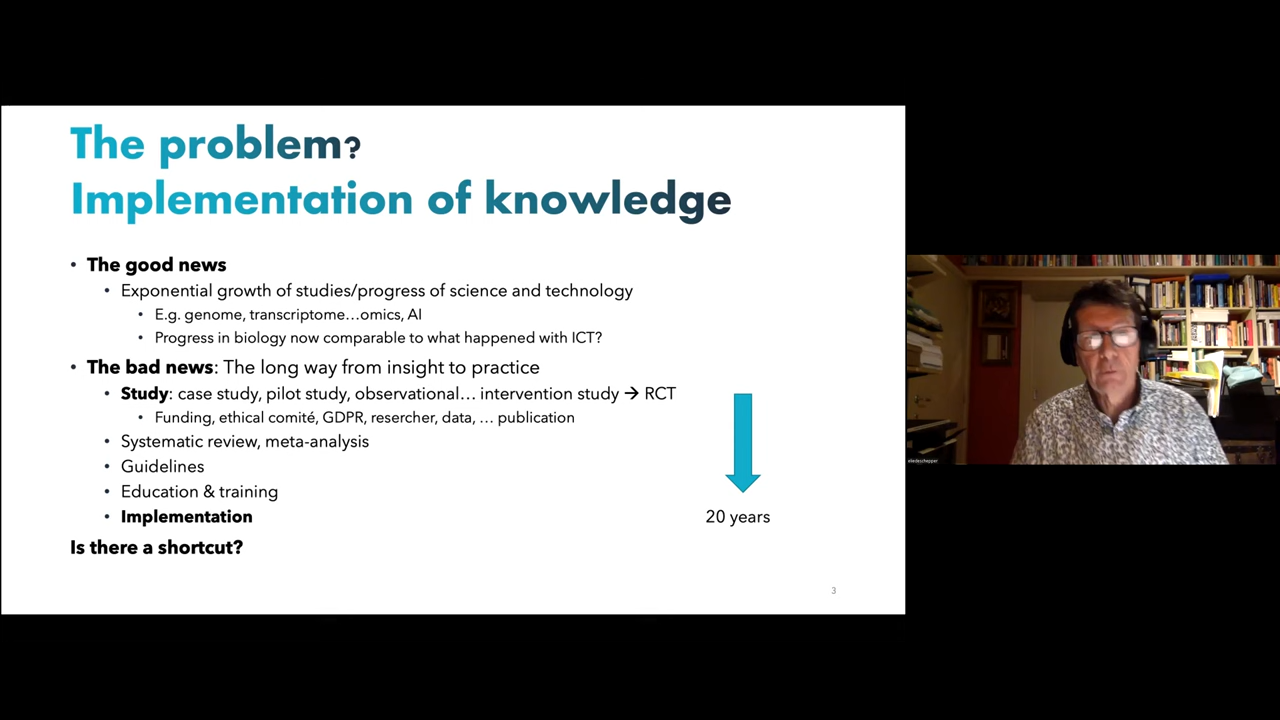 The problem?
Implementation of knowledge
• The good news
• Exponential growth of studies/progress of science and technology
• E.g. genome, transcriptome…omics, AI
• Progress in biology now comparable to what happened with ICT?
• The bad news: The long way from insight to practice
• Study: case study, pilot study, observational… intervention study → RCT
• Funding, ethical comité, GDPR, resercher, data, … publication
• Systematic review, meta-analysis
• Guidelines
• Education & training
• Implementation
20 years
Is there a shortcut?
3